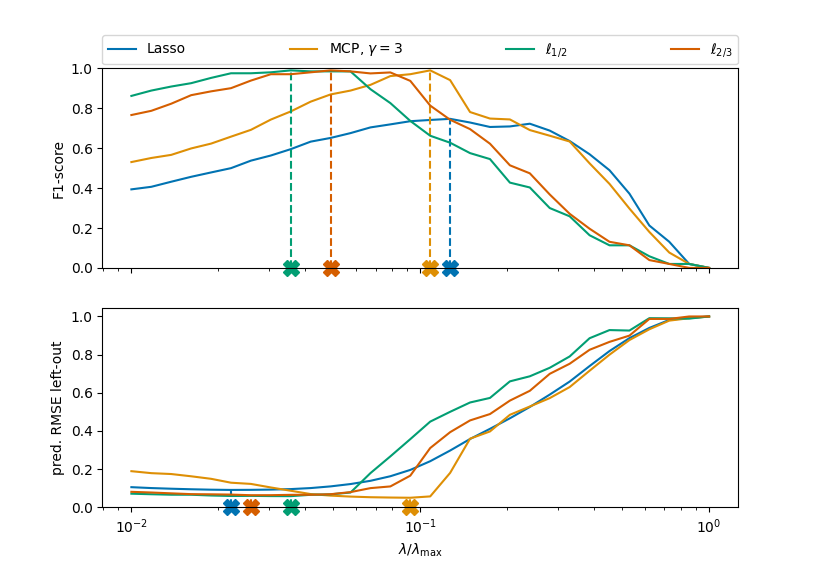 Lasso MCP, γ = 3 ℓ1/2 ℓ2/3
1.0
0.8
0.6
0.4
0.2
0.0
F1-score
1.0
0.8
0.6
0.4
0.2
0.0
pred. RMSE left-out
10⁻² 10⁻¹ 10⁰
λ/λmax